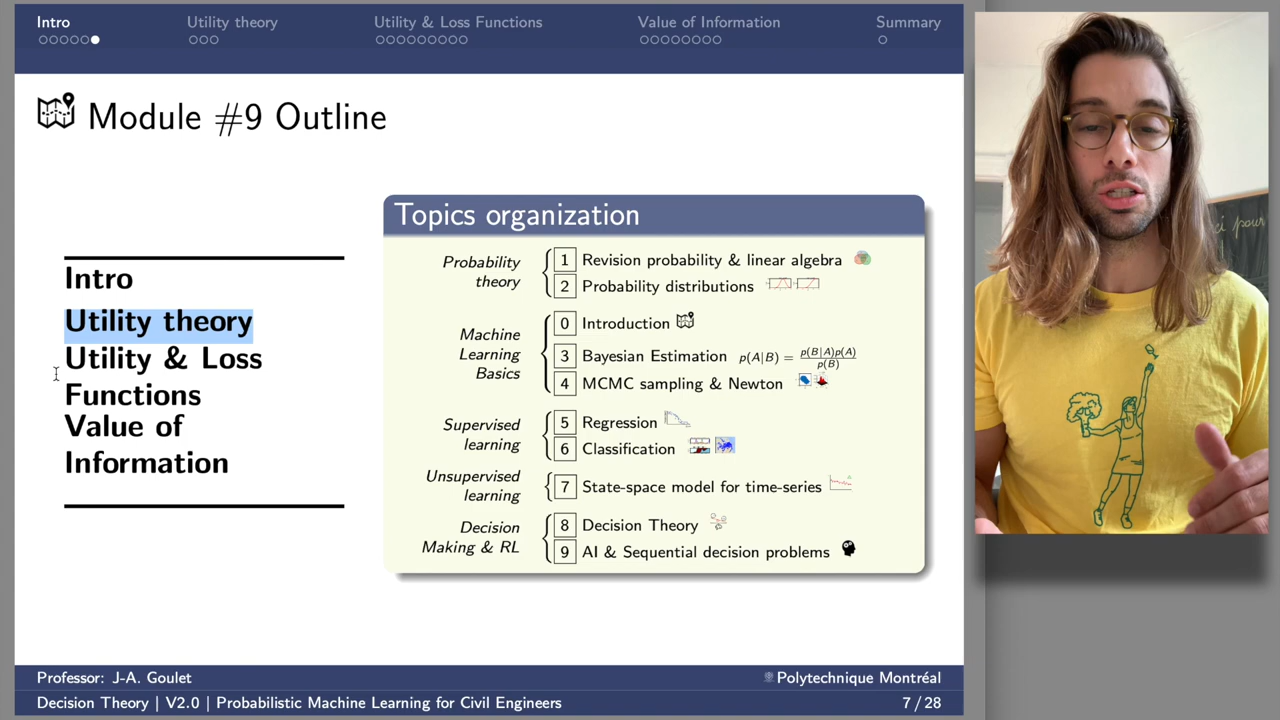 Intro
Utility theory
Utility & Loss Functions
Value of Information
Summary
Module #9 Outline
Intro
Utility theory
Utility & Loss
Functions
Value of
Information
Topics organization
Probability
theory
1 Revision probability & linear algebra
2 Probability distributions
Machine
Learning
Basics
0 Introduction
3 Bayesian Estimation p(A|B) = p(B|A)p(A) / p(B)
4 MCMC sampling & Newton
Supervised
learning
5 Regression
6 Classification
Unsupervised
learning
7 State-space model for time-series
Decision
Making & RL
8 Decision Theory
9 AI & Sequential decision problems
ci pour
Professor: J-A. Goulet
Polytechnique Montréal
Decision Theory | V2.0 | Probabilistic Machine Learning for Civil Engineers
7 / 28